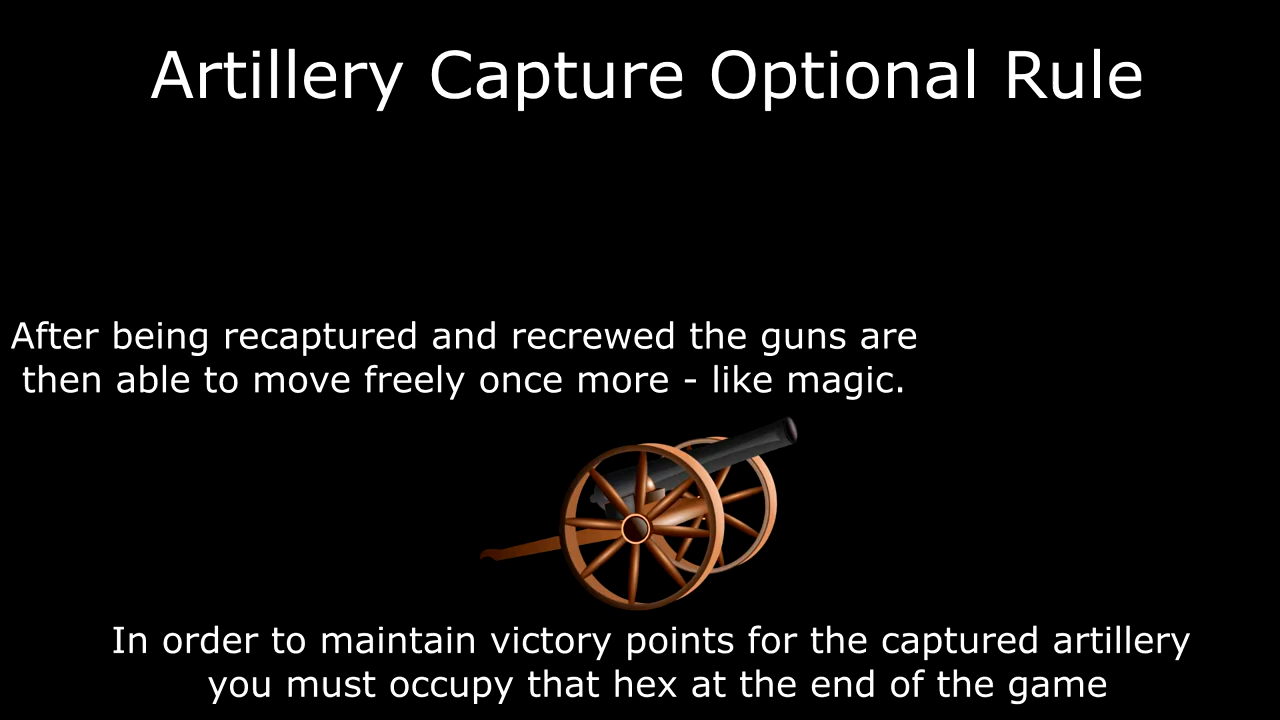 Artillery Capture Optional Rule
After being recaptured and recrewed the guns are
then able to move freely once more - like magic.
In order to maintain victory points for the captured artillery
you must occupy that hex at the end of the game